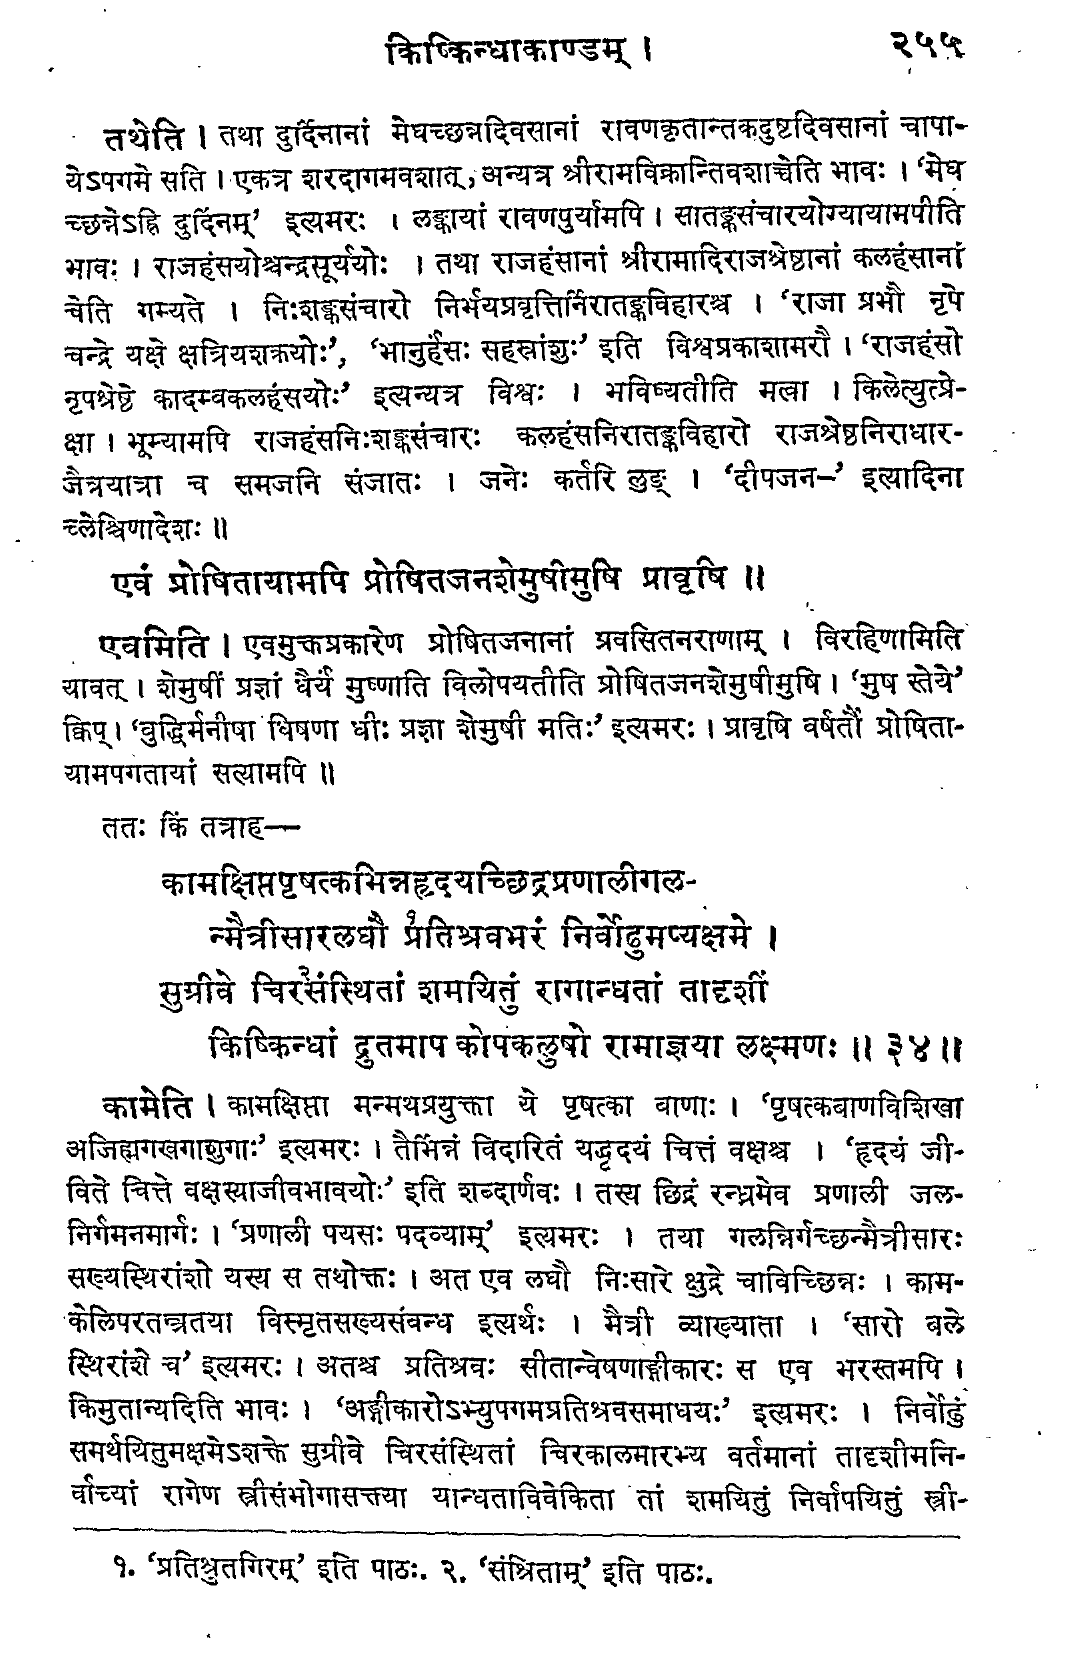 किष्किन्धाकाण्डम् ।
२५५
तथेति । तथा दुर्दिनानां मेघच्छन्नदिवसानां रावणकृतान्तकदुष्टदिवसानां चापा-
येऽपगमे सति । एकत्र शरदागमवशात्, अन्यत्र श्रीरामविक्रान्तिवशाच्चेति भावः । ‘मेघ
च्छन्नेऽह्नि दुर्दिनम्’ इत्यमरः । लङ्कायां रावणपुर्यामपि । सातङ्कसंचारयोग्यायामपीति
भावः । राजहंसयोश्चन्द्रसूर्ययोः । तथा राजहंसानां श्रीरामादिराजश्रेष्ठानां कलहंसानां
चेति गम्यते । निःशङ्कसंचारो निर्भयप्रवृत्तिर्निरातङ्कविहारश्च । ‘राजा प्रभौ नृपे
चन्द्रे यक्षे क्षत्रियशक्रयोः’, ‘भानुर्हंसः सहस्रांशुः’ इति विश्वप्रकाशामरौ । ‘राजहंसो
नृपश्रेष्ठे कादम्बकलहंसयोः’ इत्यन्यत्र विश्वः । भविष्यतीति मत्वा । किलेत्युत्प्रे-
क्षा । भूम्यामपि राजहंसनिःशङ्कसंचारः कलहंसनिरातङ्कविहारो राजश्रेष्ठनिराधार-
जैत्रयात्रा च समजनि संजातः । जनेः कर्तरि लुङ् । ‘दीपजन–’ इत्यादिना
च्लेश्चिणादेशः ॥
एवं प्रोषितायामपि प्रोषितजनशेमुषीमुषि प्रावृषि ॥
एवमिति । एवमुक्तप्रकारेण प्रोषितजनानां प्रवसितनराणाम् । विरहिणामिति
यावत् । शेमुषीं प्रज्ञां धैर्यं मुष्णाति विलोपयतीति प्रोषितजनशेमुषीमुषि । ‘मुष स्तेये’
क्विप् । ‘बुद्धिर्मनीषा धिषणा धीः प्रज्ञा शेमुषी मतिः’ इत्यमरः । प्रावृषि वर्षर्तौ प्रोषिता-
यामपगतायां सत्यामपि ॥
ततः किं तत्राह—
कामक्षिप्तपृषत्कभिन्नहृदयच्छिद्रप्रणालीगल-
न्मैत्रीसारलघौ १प्रतिश्रवभरं निर्वोढुमप्यक्षमे ।
सुग्रीवे चिर२संस्थितां शमयितुं रागान्धतां तादृशीं
किष्किन्धां द्रुतमाप कोपकलुषो रामाज्ञया लक्ष्मणः ॥ ३४ ॥
कामेति । कामक्षिप्ता मन्मथप्रयुक्ता ये पृषत्का बाणाः । ‘पृषत्कबाणविशिखा
अजिह्मगखगाशुगाः’ इत्यमरः । तैर्भिन्नं विदारितं यद्धृदयं चित्तं वक्षश्च । ‘हृदयं जी-
विते चित्ते वक्षस्याजीवभावयोः’ इति शब्दार्णवः । तस्य छिद्रं रन्ध्रमेव प्रणाली जल-
निर्गमनमार्गः । ‘प्रणाली पयसः पदव्याम्’ इत्यमरः । तया गलन्निर्गच्छन्मैत्रीसारः
सख्यस्थिरांशो यस्य स तथोक्तः । अत एव लघौ निःसारे क्षुद्रे चाविच्छिन्नः । काम-
केलिपरतन्त्रतया विस्मृतसख्यसंबन्ध इत्यर्थः । मैत्री व्याख्याता । ‘सारो बले
स्थिरांशे च’ इत्यमरः । अतश्च प्रतिश्रवः सीतान्वेषणाङ्गीकारः स एव भरस्तमपि ।
किमुतान्यदिति भावः । ‘अङ्गीकारोऽभ्युपगमप्रतिश्रवसमाधयः’ इत्यमरः । निर्वोढुं
समर्थयितुमक्षमेऽशक्ते सुग्रीवे चिरसंस्थितां चिरकालमारभ्य वर्तमानां तादृशीमनि-
र्वाच्यां रागेण स्त्रीसंभोगासत्तया यान्धताविवेकिता तां शमयितुं निर्वापयितुं स्त्री-
१. ‘प्रतिश्रुतगिरम्’ इति पाठः. २. ‘संश्रिताम्’ इति पाठः.